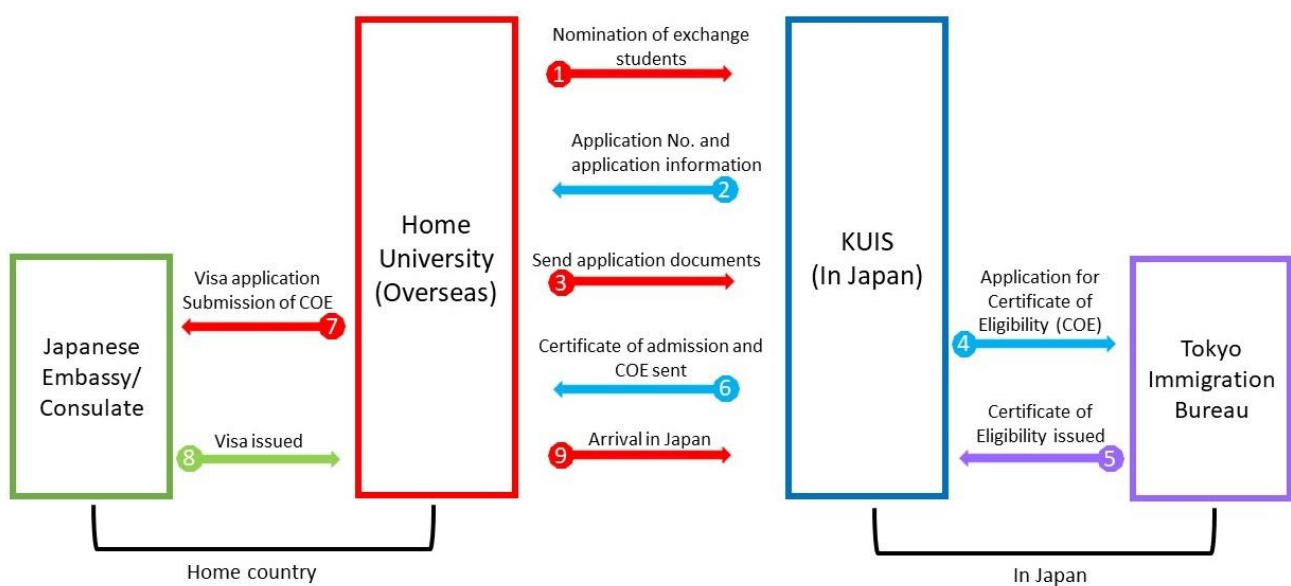 Nomination of exchange
students
1
Application No. and
application information
2
Home
University
(Overseas)
KUIS
(In Japan)
Send application documents
3
Visa application
Submission of COE
7
Application for
Certificate of
Eligibility (COE)
4
Japanese
Embassy/
Consulate
Certificate of admission and
COE sent
6
Tokyo
Immigration
Bureau
Visa issued
8
Arrival in Japan
9
Certificate of
Eligibility issued
5
Home country
In Japan